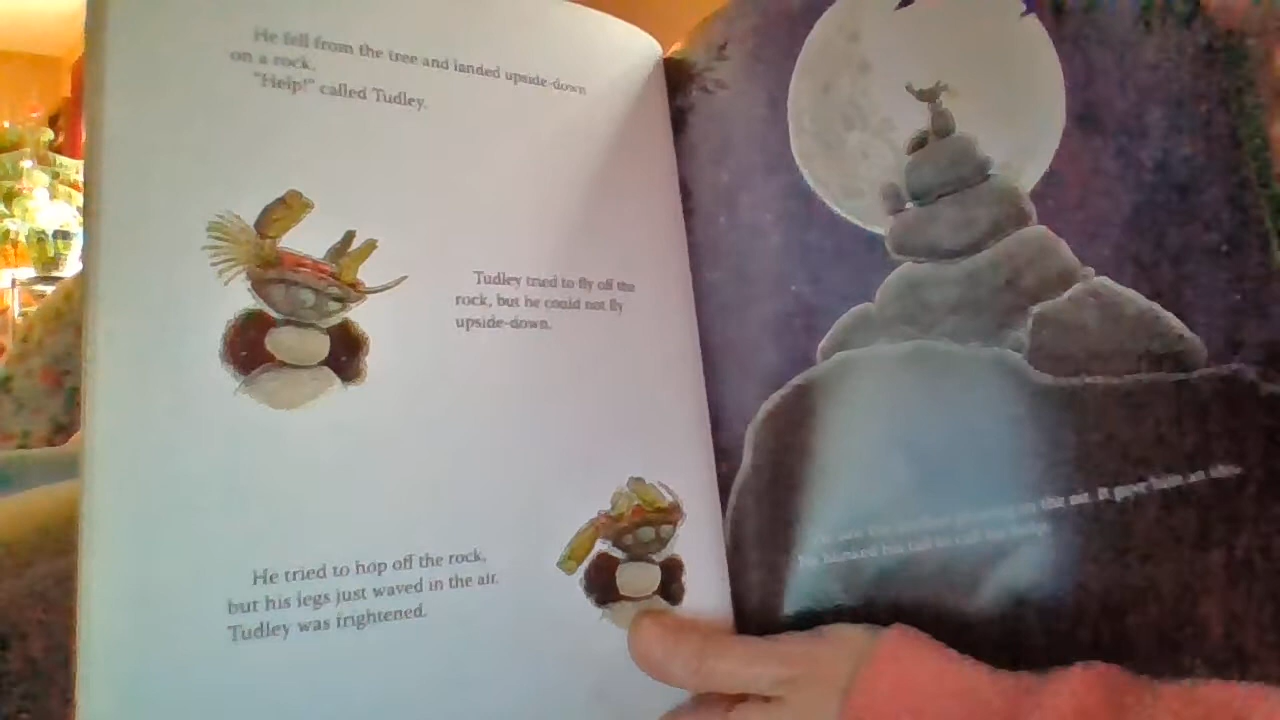 He fell from the tree and landed upside-down
on a rock.
"Help!" called Tudley.
Tudley tried to fly off the
rock, but he could not fly
upside-down.
He tried to hop off the rock,
but his legs just waved in the air.
Tudley was frightened.